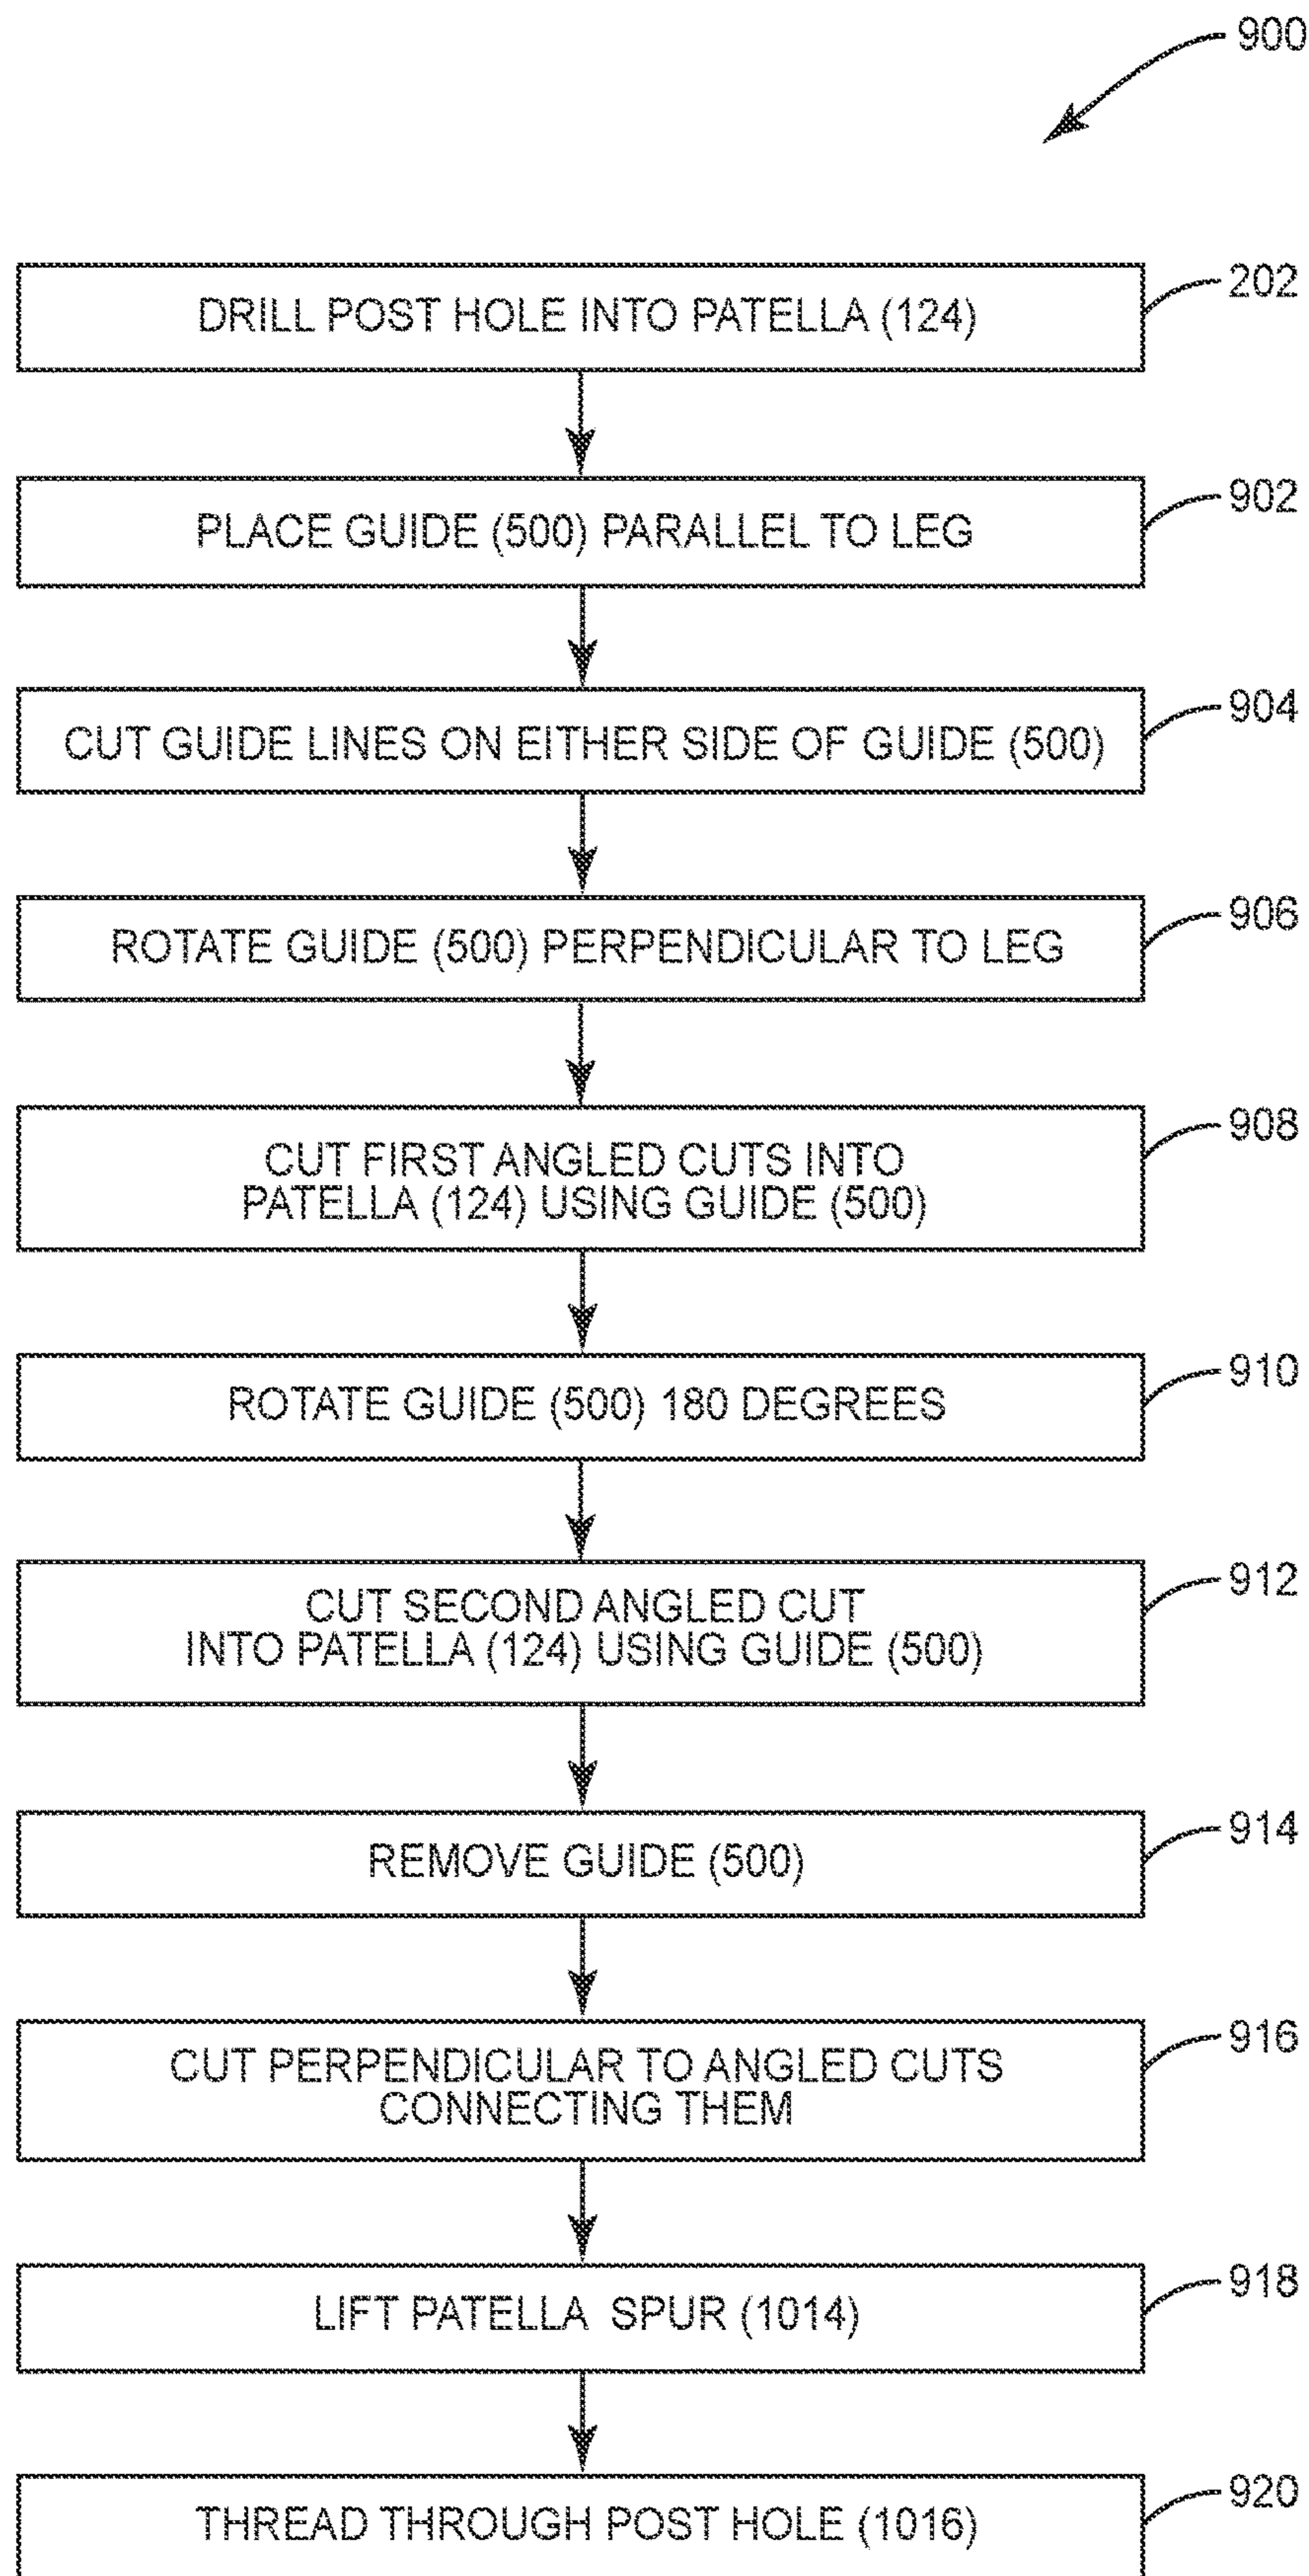 900
DRILL POST HOLE INTO PATELLA (124)
202
PLACE GUIDE (500) PARALLEL TO LEG
902
CUT GUIDE LINES ON EITHER SIDE OF GUIDE (500)
904
ROTATE GUIDE (500) PERPENDICULAR TO LEG
906
CUT FIRST ANGLED CUTS INTO
PATELLA (124) USING GUIDE (500)
908
ROTATE GUIDE (500) 180 DEGREES
910
CUT SECOND ANGLED CUT
INTO PATELLA (124) USING GUIDE (500)
912
REMOVE GUIDE (500)
914
CUT PERPENDICULAR TO ANGLED CUTS
CONNECTING THEM
916
LIFT PATELLA SPUR (1014)
918
THREAD THROUGH POST HOLE (1016)
920